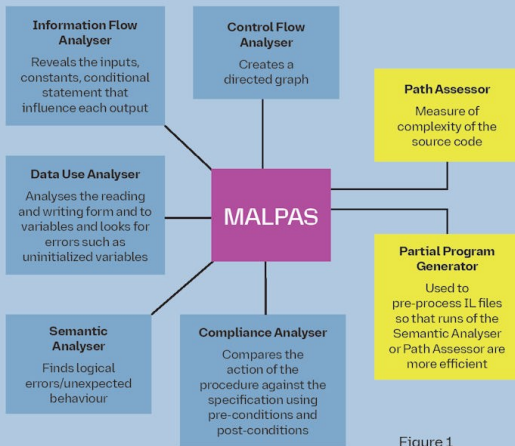 Information Flow
Analyser
Reveals the inputs,
constants, conditional
statement that
influence each output
Control Flow
Analyser
Creates a
directed graph
Path Assessor
Measure of
complexity of the
source code
Data Use Analyser
Analyses the reading
and writing form and to
variables and looks for
errors such as
uninitialized variables
MALPAS
Partial Program
Generator
Used to
pre-process IL files
so that runs of the
Semantic Analyser
or Path Assessor are
more efficient
Semantic
Analyser
Finds logical
errors/unexpected
behaviour
Compliance Analyser
Compares the
action of the
procedure against the
specification using
pre-conditions and
post-conditions
Figure 1